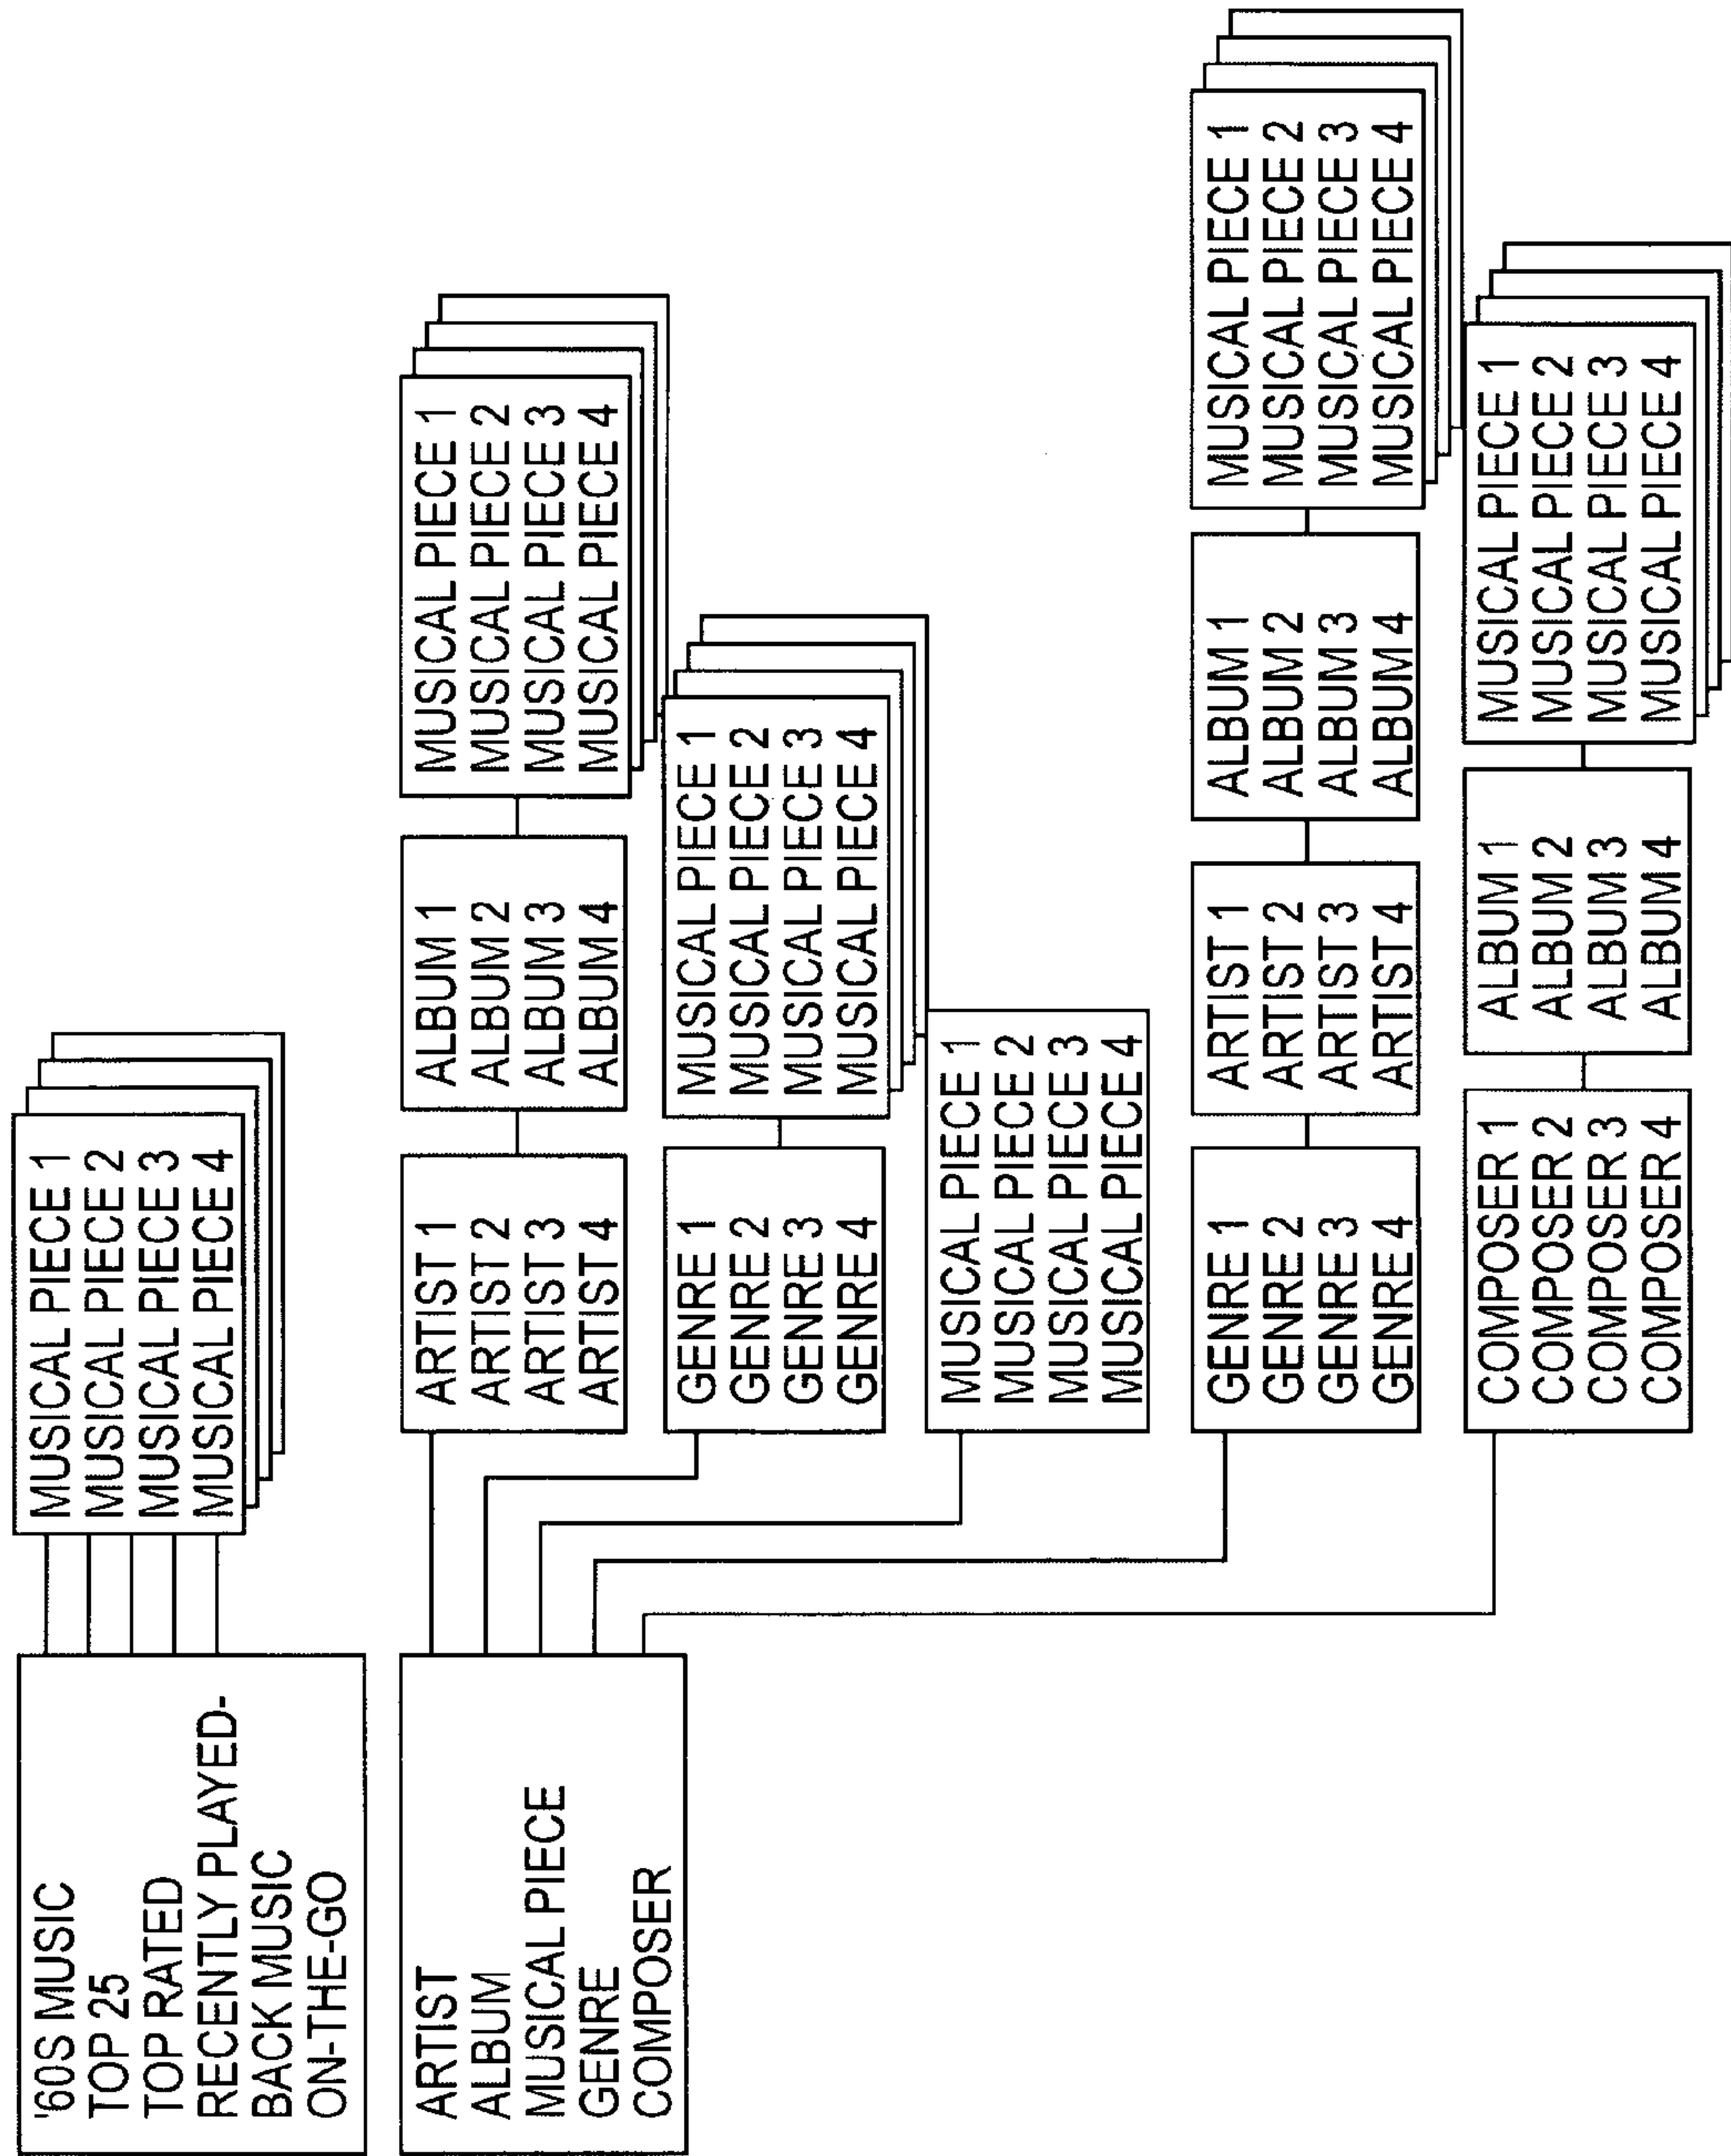 '60S MUSIC
TOP 25
TOP RATED
RECENTLY PLAYED-
BACK MUSIC
ON-THE-GO
MUSICAL PIECE 1
MUSICAL PIECE 2
MUSICAL PIECE 3
MUSICAL PIECE 4
ARTIST
ALBUM
MUSICAL PIECE
GENRE
COMPOSER
ARTIST 1
ARTIST 2
ARTIST 3
ARTIST 4
ALBUM 1
ALBUM 2
ALBUM 3
ALBUM 4
MUSICAL PIECE 1
MUSICAL PIECE 2
MUSICAL PIECE 3
MUSICAL PIECE 4
GENRE 1
GENRE 2
GENRE 3
GENRE 4
MUSICAL PIECE 1
MUSICAL PIECE 2
MUSICAL PIECE 3
MUSICAL PIECE 4
MUSICAL PIECE 1
MUSICAL PIECE 2
MUSICAL PIECE 3
MUSICAL PIECE 4
GENRE 1
GENRE 2
GENRE 3
GENRE 4
ARTIST 1
ARTIST 2
ARTIST 3
ARTIST 4
ALBUM 1
ALBUM 2
ALBUM 3
ALBUM 4
MUSICAL PIECE 1
MUSICAL PIECE 2
MUSICAL PIECE 3
MUSICAL PIECE 4
COMPOSER 1
COMPOSER 2
COMPOSER 3
COMPOSER 4
ALBUM 1
ALBUM 2
ALBUM 3
ALBUM 4
MUSICAL PIECE 1
MUSICAL PIECE 2
MUSICAL PIECE 3
MUSICAL PIECE 4